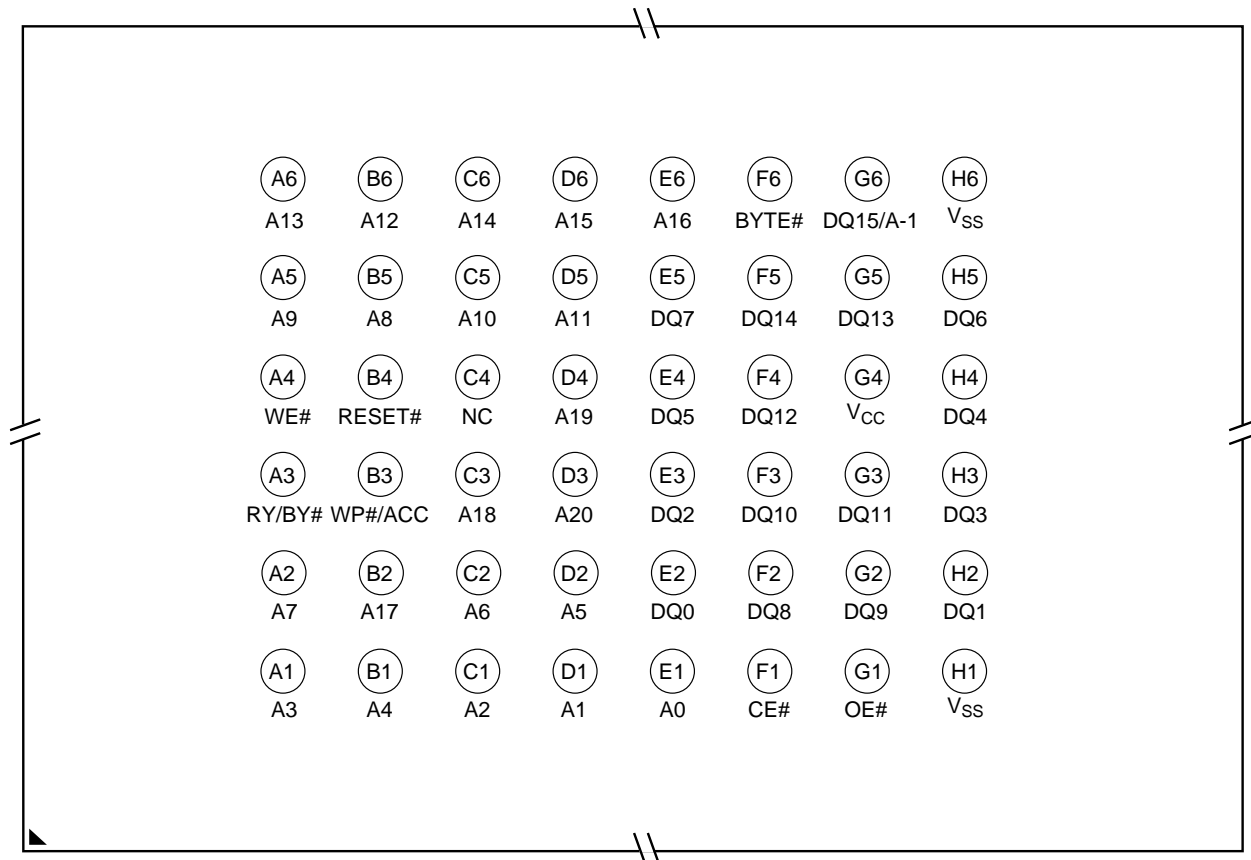 A6 B6 C6 D6 E6 F6 G6 H6
A13 A12 A14 A15 A16 BYTE# DQ15/A-1 VSS
A5 B5 C5 D5 E5 F5 G5 H5
A9 A8 A10 A11 DQ7 DQ14 DQ13 DQ6
A4 B4 C4 D4 E4 F4 G4 H4
WE# RESET# NC A19 DQ5 DQ12 VCC DQ4
A3 B3 C3 D3 E3 F3 G3 H3
RY/BY# WP#/ACC A18 A20 DQ2 DQ10 DQ11 DQ3
A2 B2 C2 D2 E2 F2 G2 H2
A7 A17 A6 A5 DQ0 DQ8 DQ9 DQ1
A1 B1 C1 D1 E1 F1 G1 H1
A3 A4 A2 A1 A0 CE# OE# VSS